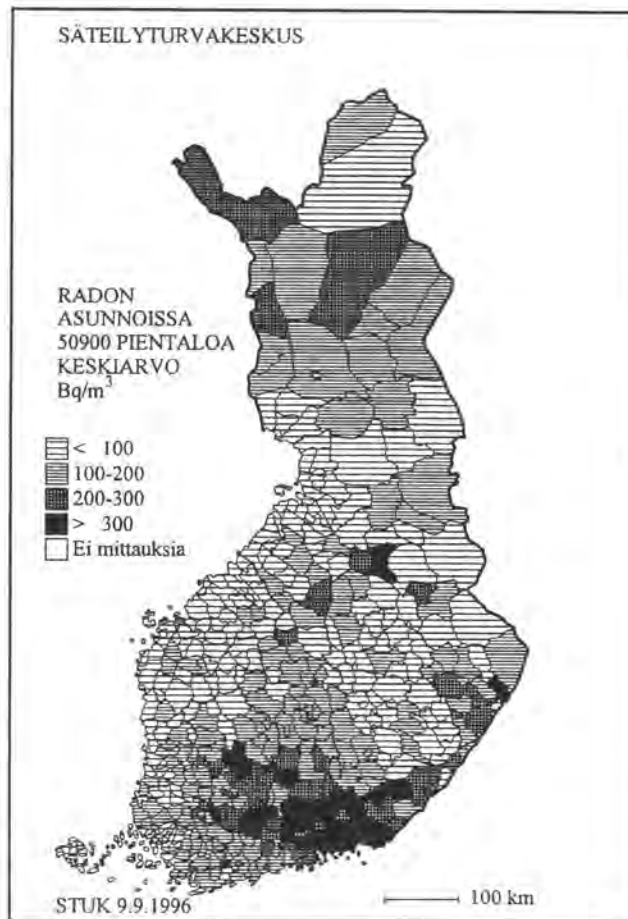 SÄTEILYTURVAKESKUS
RADON
ASUNNOISSA
50900 PIENTALOA
KESKIARVO
Bq/m³
< 100
100-200
200-300
> 300
Ei mittauksia
STUK 9.9.1996
100 km